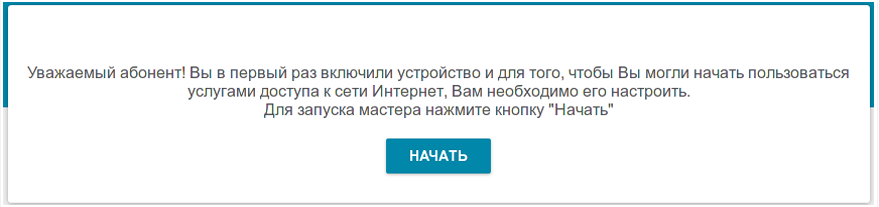 Уважаемый абонент! Вы в первый раз включили устройство и для того, чтобы Вы могли начать пользоваться
услугами доступа к сети Интернет, Вам необходимо его настроить.
Для запуска мастера нажмите кнопку "Начать"
НАЧАТЬ